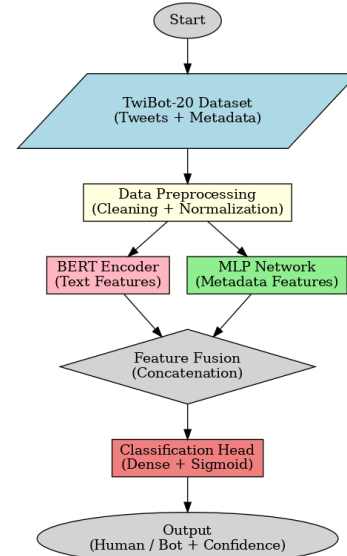 Start
TwiBot-20 Dataset
(Tweets + Metadata)
Data Preprocessing
(Cleaning + Normalization)
BERT Encoder
(Text Features)
MLP Network
(Metadata Features)
Feature Fusion
(Concatenation)
Classification Head
(Dense + Sigmoid)
Output
(Human / Bot + Confidence)